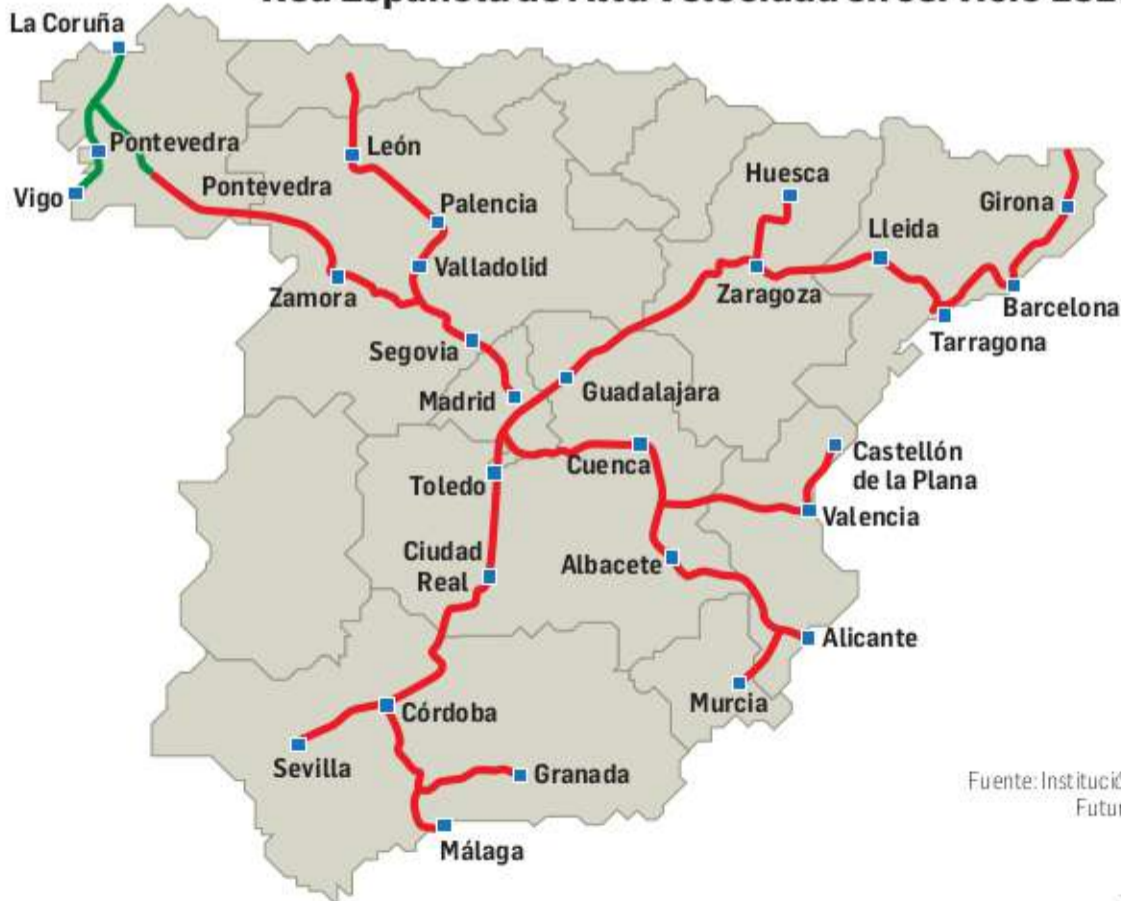 La Coruña
Pontevedra
Vigo
Pontevedra
León
Palencia
Valladolid
Zamora
Segovia
Madrid
Huesca
Girona
Lleida
Zaragoza
Barcelona
Tarragona
Guadalajara
Cuenca
Castellón
de la Plana
Toledo
Valencia
Ciudad
Real
Albacete
Alicante
Murcia
Córdoba
Sevilla
Granada
Málaga
Fuente: